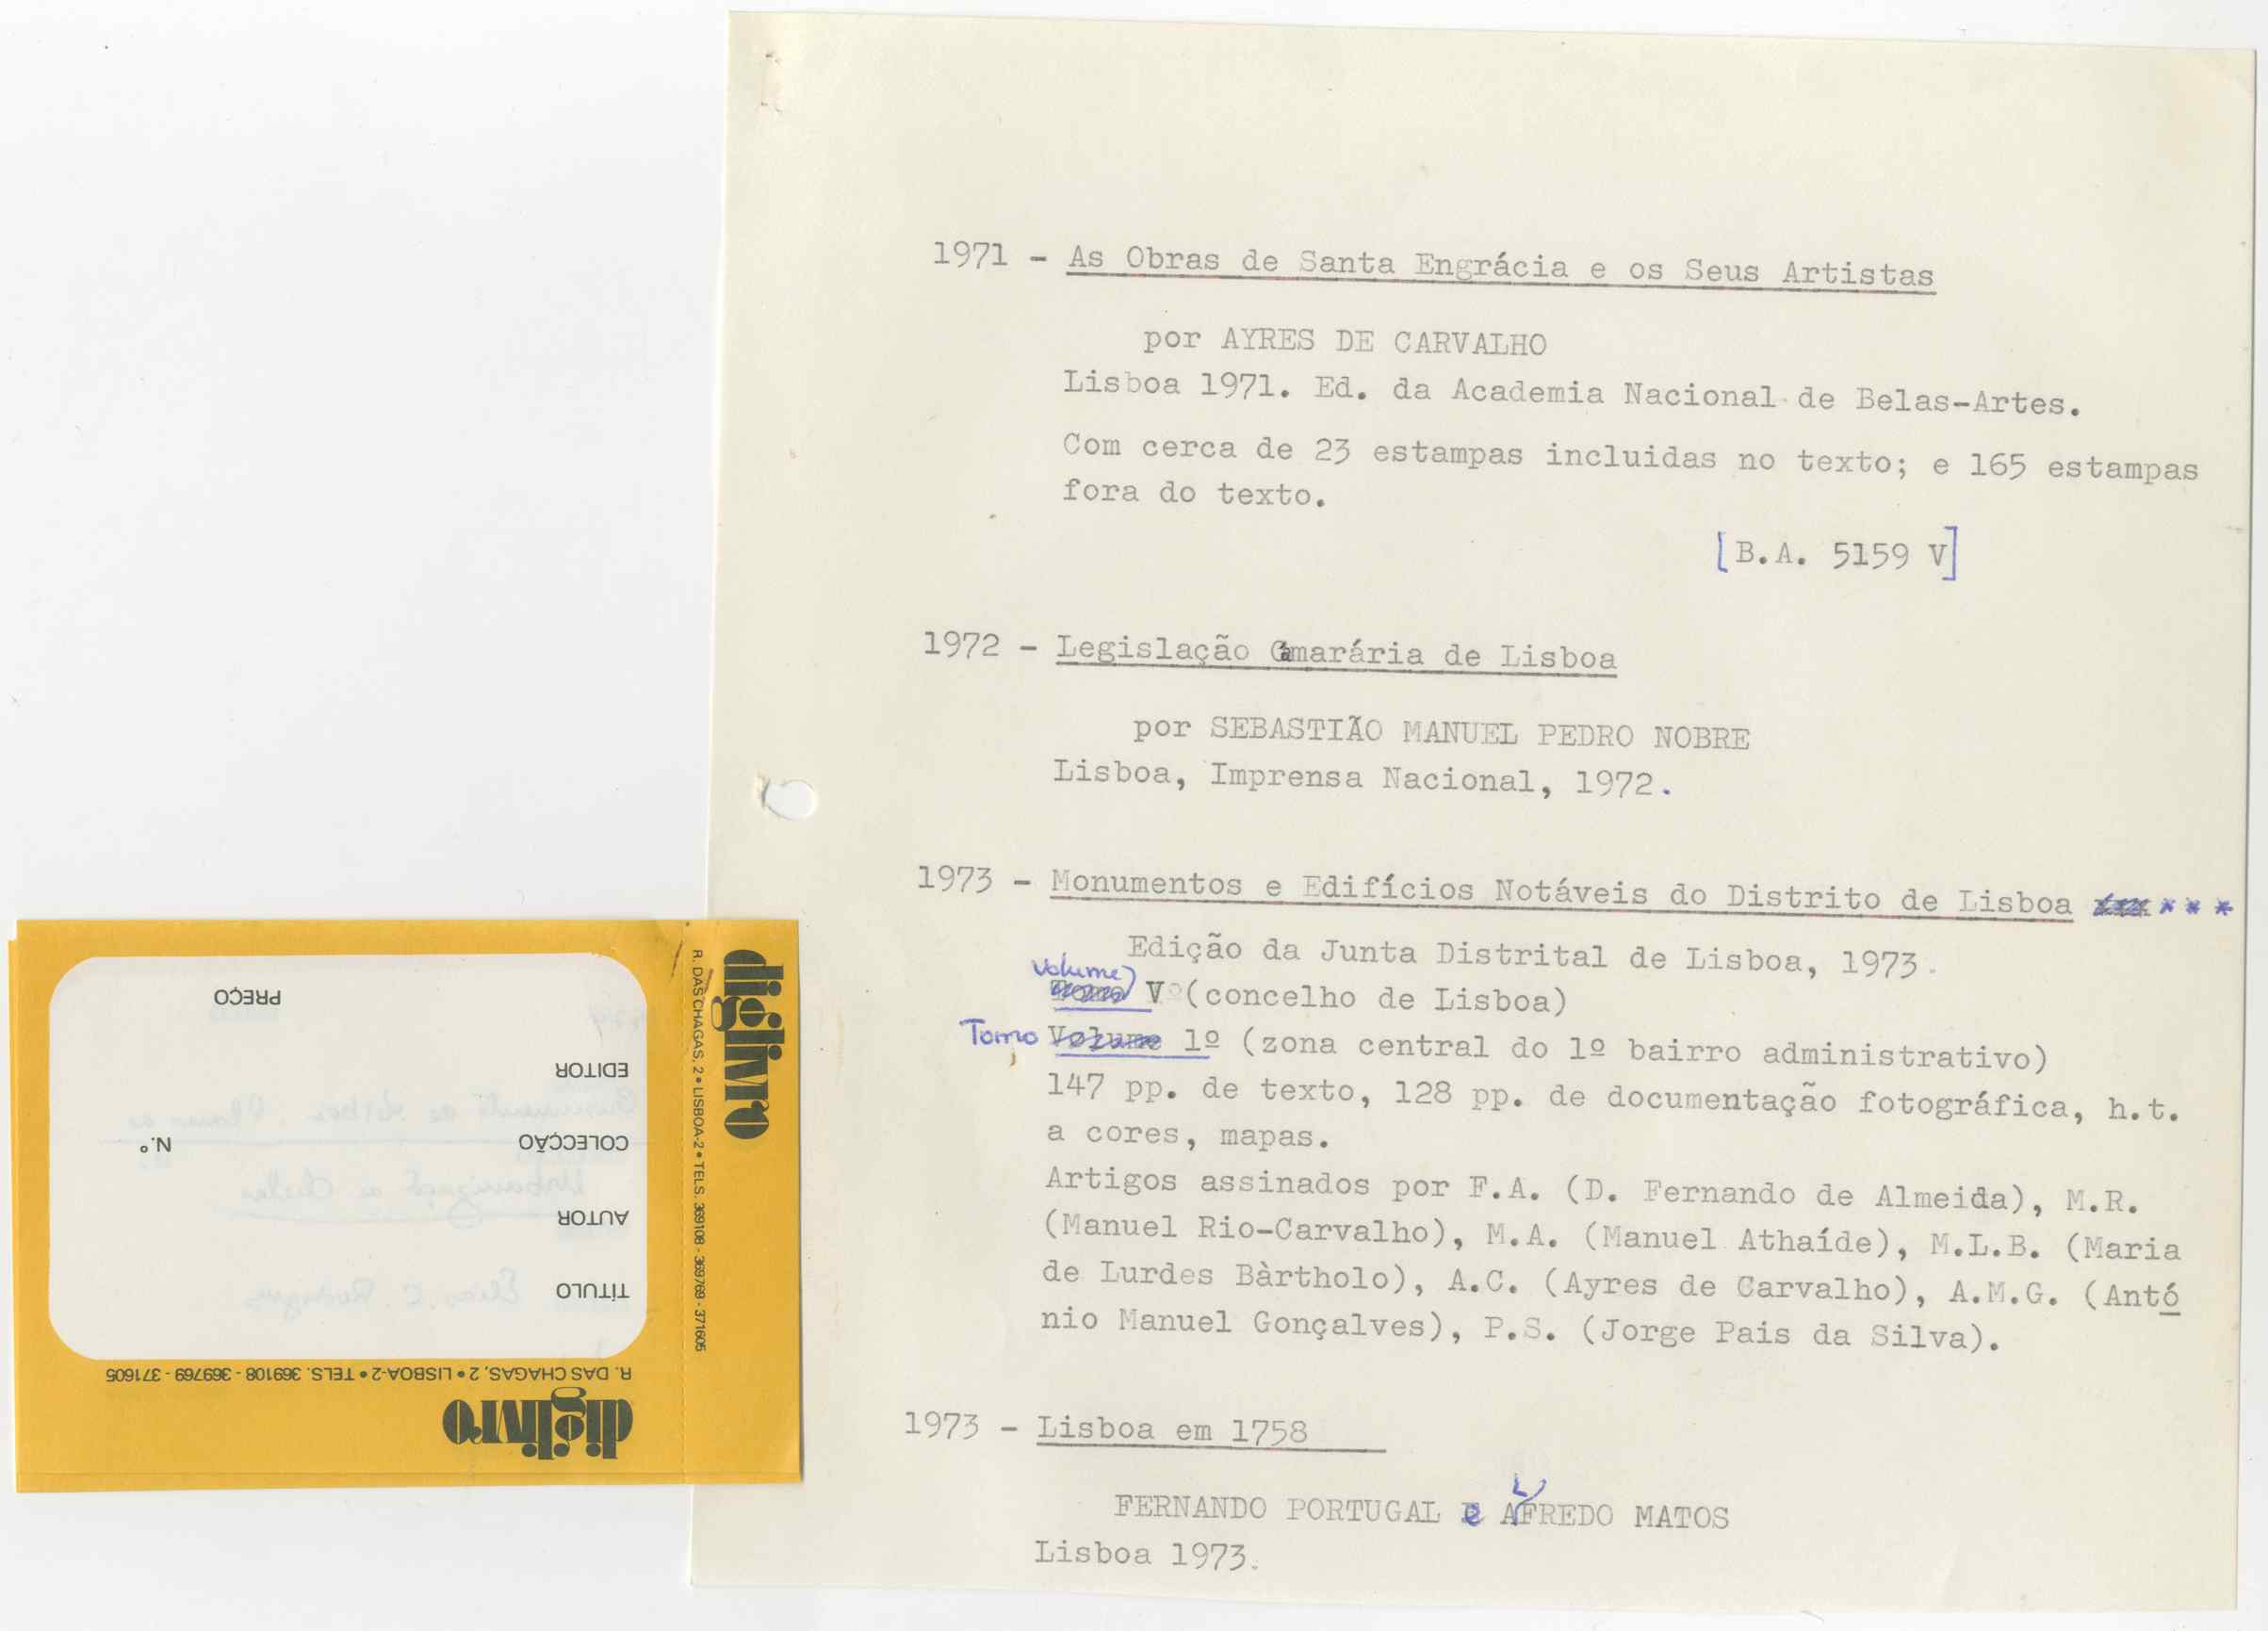 1971 - As Obras de Santa Engrácia e os Seus Artistas
por AYRES DE CARVALHO
Lisboa 1971. Ed. da Academia Nacional de Belas-Artes.
Com cerca de 23 estampas incluidas no texto; e 165 estampas
fora do texto.
[B.A. 5159 V]
1972 - Legislação Camarária de Lisboa
por SEBASTIÃO MANUEL PEDRO NOBRE
Lisboa, Imprensa Nacional, 1972.
1973 - Monumentos e Edifícios Notáveis do Distrito de Lisboa * * *
Edição da Junta Distrital de Lisboa, 1973.
volume
Tomo Vº (concelho de Lisboa)
Tomo Volume 1º (zona central do 1º bairro administrativo)
147 pp. de texto, 128 pp. de documentação fotográfica, h.t.
a cores, mapas.
Artigos assinados por F.A. (D. Fernando de Almeida), M.R.
(Manuel Rio-Carvalho), M.A. (Manuel Athaíde), M.L.B. (Maria
de Lurdes Bàrtholo), A.C. (Ayres de Carvalho), A.M.G. (Antó
nio Manuel Gonçalves), P.S. (Jorge Pais da Silva).
1973 - Lisboa em 1758
L
FERNANDO PORTUGAL e AFREDO MATOS
Lisboa 1973.
diglivro
R. DAS CHAGAS, 2 • LISBOA-2 • TELS. 369108 - 369769 - 371605
diglivro
R. DAS CHAGAS, 2 • LISBOA-2 • TELS. 369108 - 369769 - 371605
TÍTULO
AUTOR
COLECÇÃO N.º
EDITOR
PREÇO